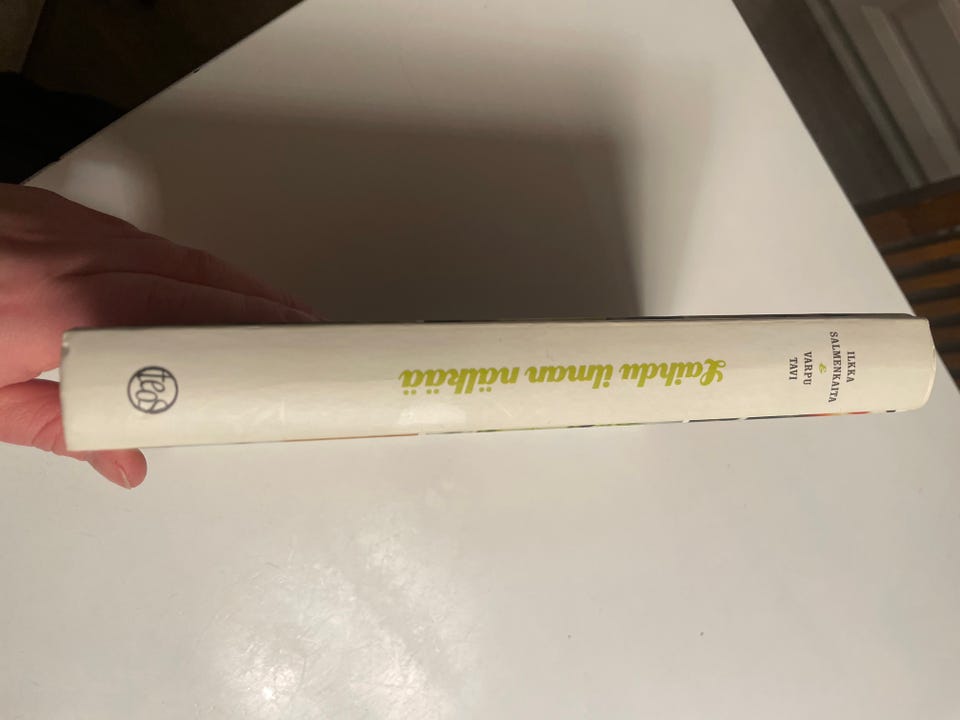 ILKKA
SALMENKAITA
&
VARPU
TAVI
Laihdu ilman nälkää
teos